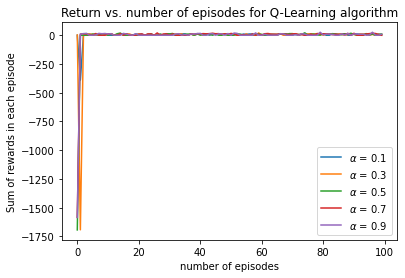 Return vs. number of episodes for Q-Learning algorithm
Sum of rewards in each episode
0
−250
−500
−750
−1000
−1250
−1500
−1750
α = 0.1
α = 0.3
α = 0.5
α = 0.7
α = 0.9
0 20 40 60 80 100
number of episodes